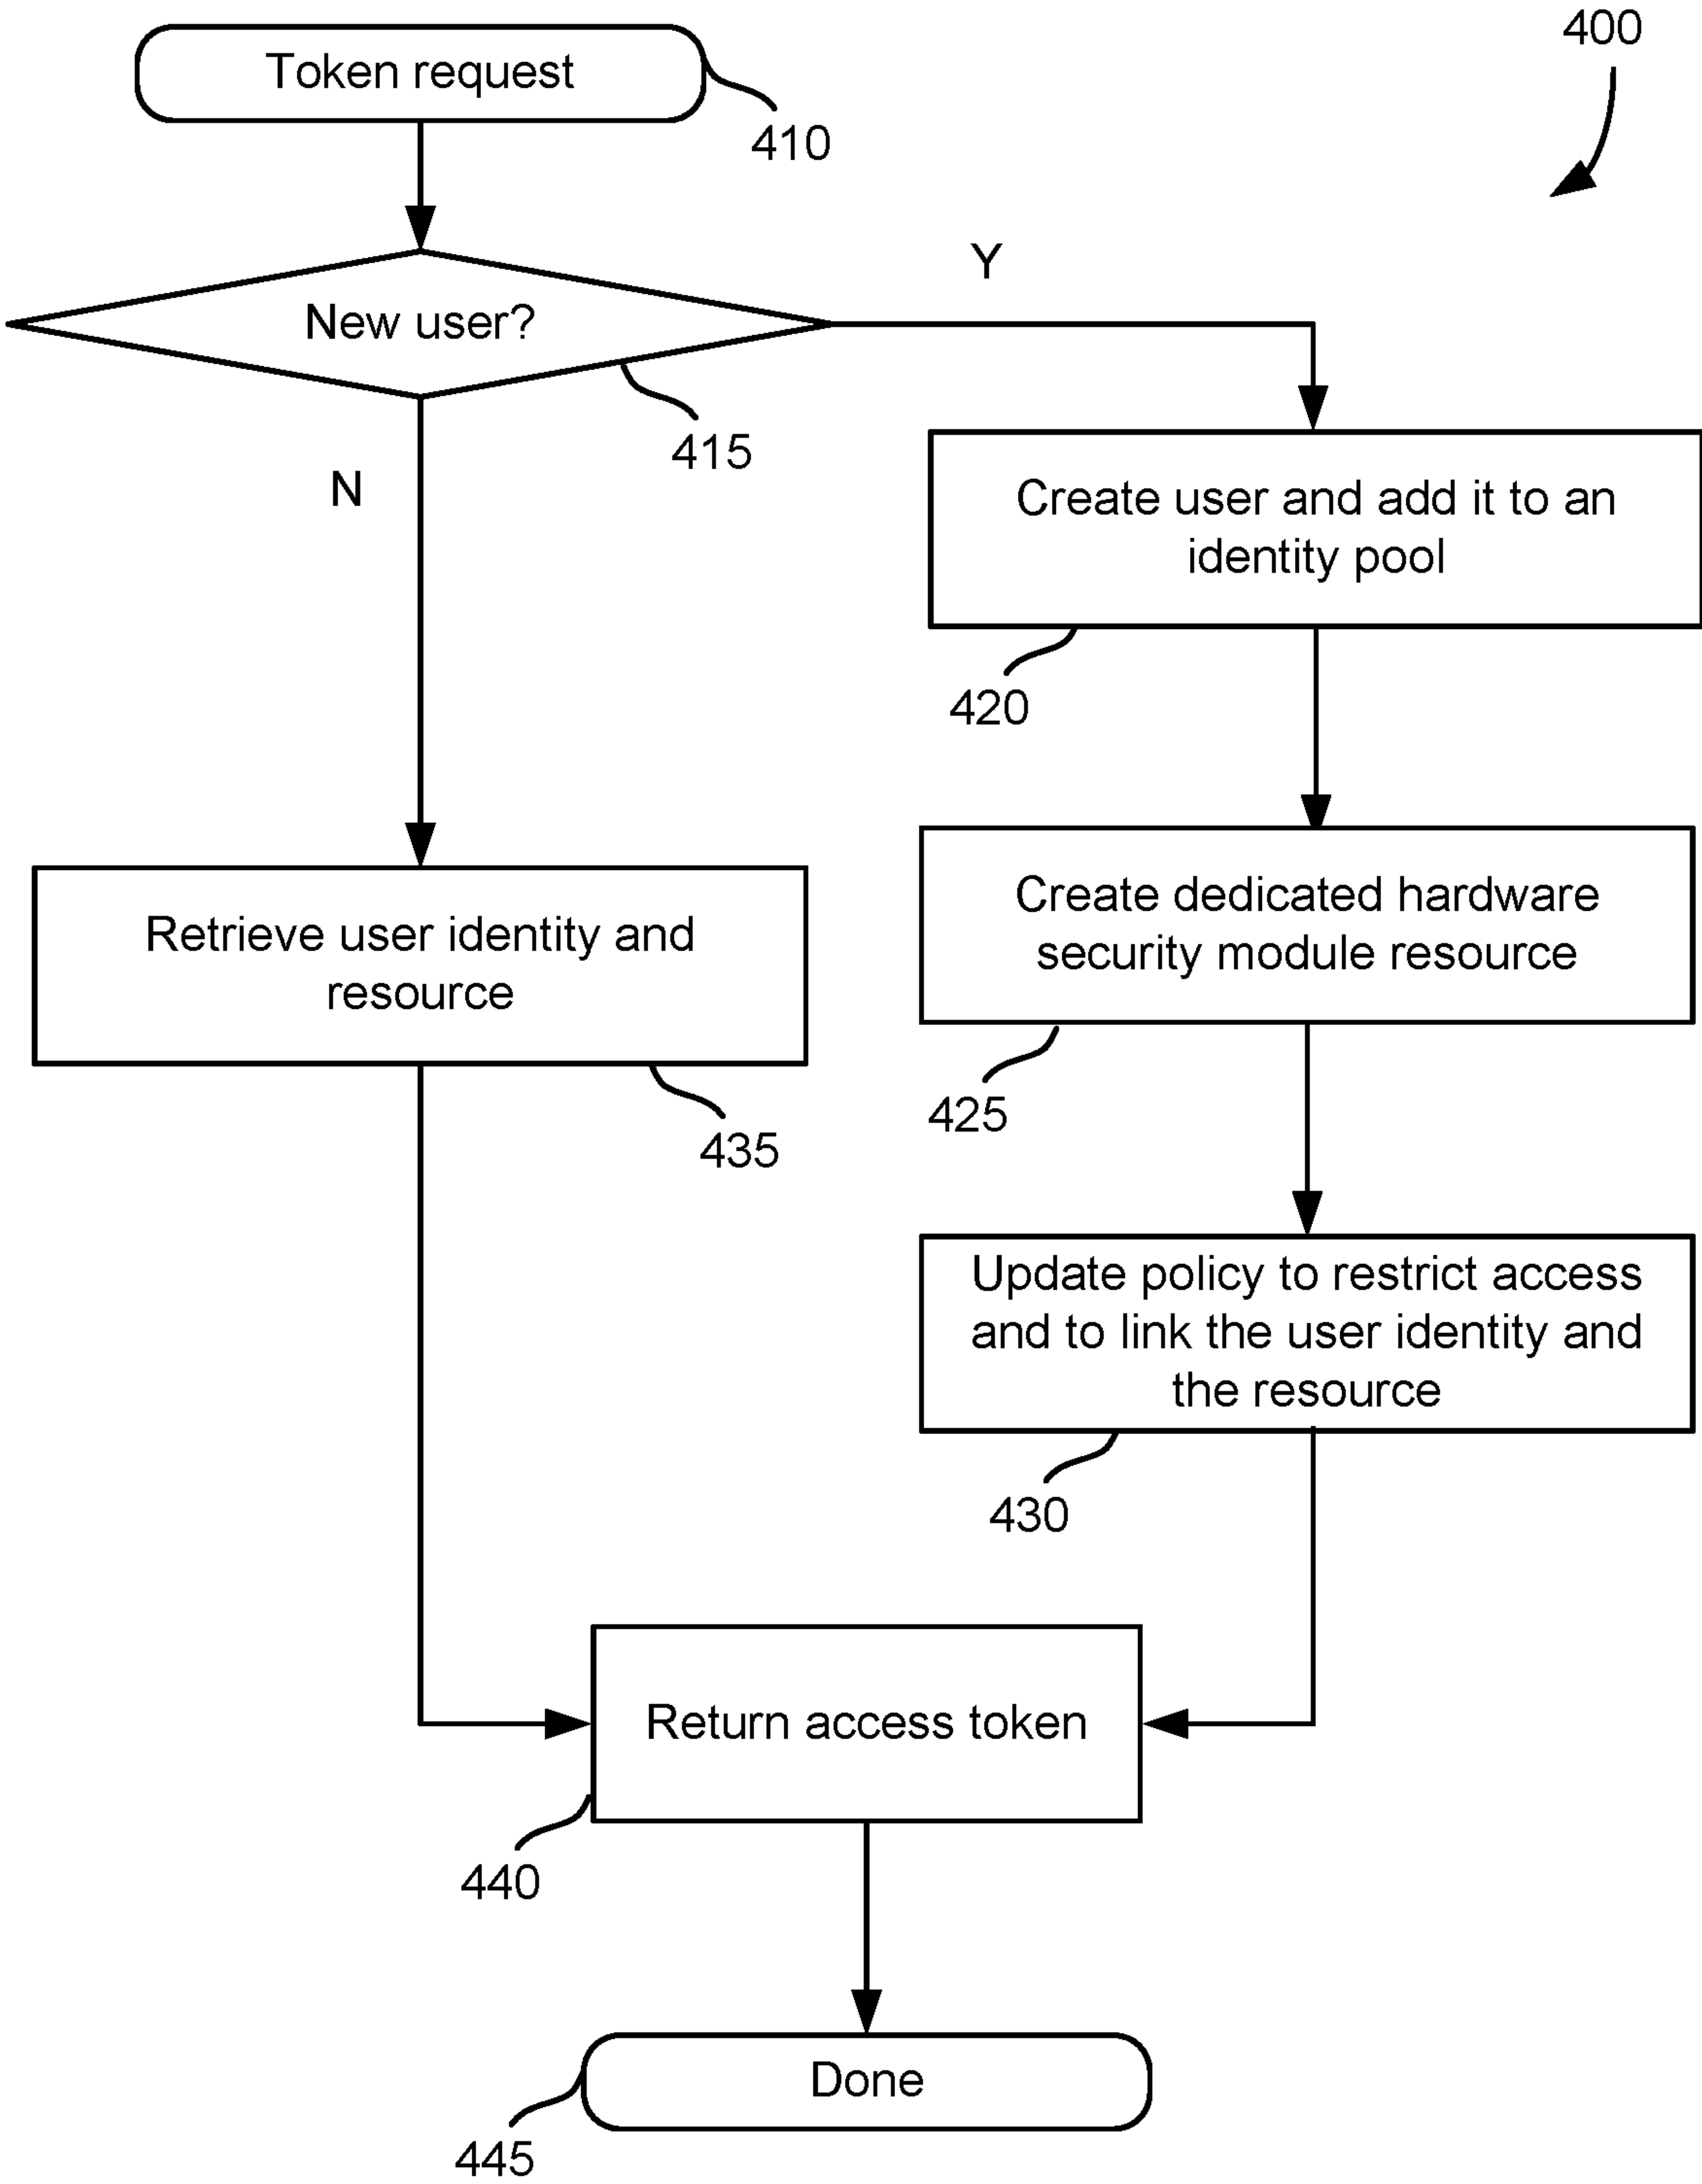 400
Token request
410
New user?
Y
415
N
Create user and add it to an
identity pool
420
Create dedicated hardware
security module resource
425
Retrieve user identity and
resource
435
Update policy to restrict access
and to link the user identity and
the resource
430
Return access token
440
Done
445